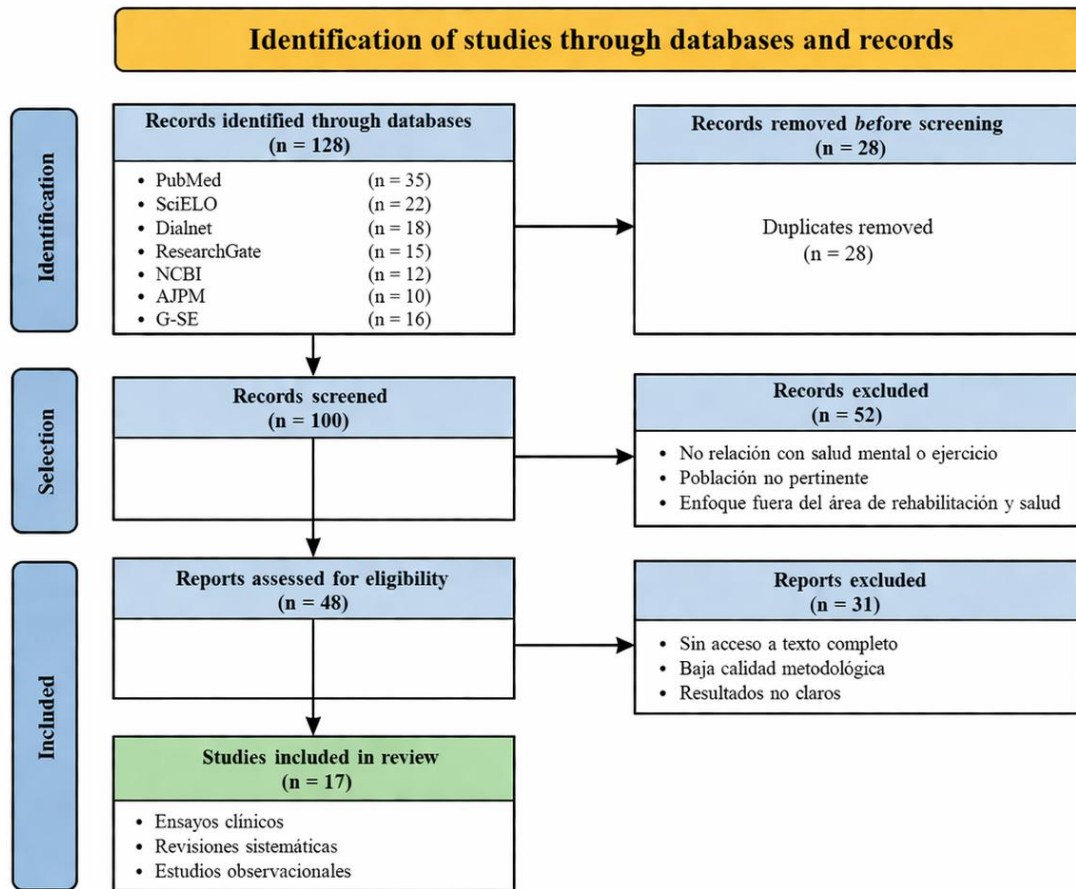 Identification of studies through databases and records
Identification
Records identified through databases
(n = 128)
• PubMed (n = 35)
• SciELO (n = 22)
• Dialnet (n = 18)
• ResearchGate (n = 15)
• NCBI (n = 12)
• AJPM (n = 10)
• G-SE (n = 16)
Records removed before screening
(n = 28)
Duplicates removed
(n = 28)
Selection
Records screened
(n = 100)
Records excluded
(n = 52)
• No relación con salud mental o ejercicio
• Población no pertinente
• Enfoque fuera del área de rehabilitación y salud
Included
Reports assessed for eligibility
(n = 48)
Reports excluded
(n = 31)
• Sin acceso a texto completo
• Baja calidad metodológica
• Resultados no claros
Studies included in review
(n = 17)
• Ensayos clínicos
• Revisiones sistemáticas
• Estudios observacionales